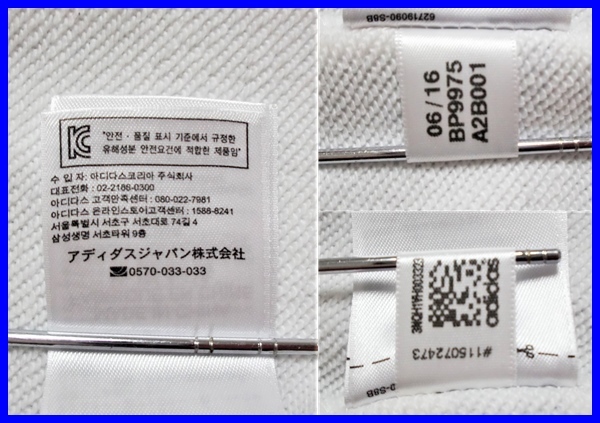 "안전·품질 표시 기준에서 규정한
유해성분 안전요건에 적합한 제품임"
수 입 자: 아디다스코리아 주식회사
대표전화 : 02-2186-0300
아디다스 고객만족센터 : 080-022-7981
아디다스 온라인스토어고객센터 : 1588-8241
서울특별시 서초구 서초대로 74길 4
삼성생명 서초타워 9층
アディダスジャパン株式会社
0570-033-033
62719090-S8B
06 / 16
BP9975
A2B001
adidas
#115072473